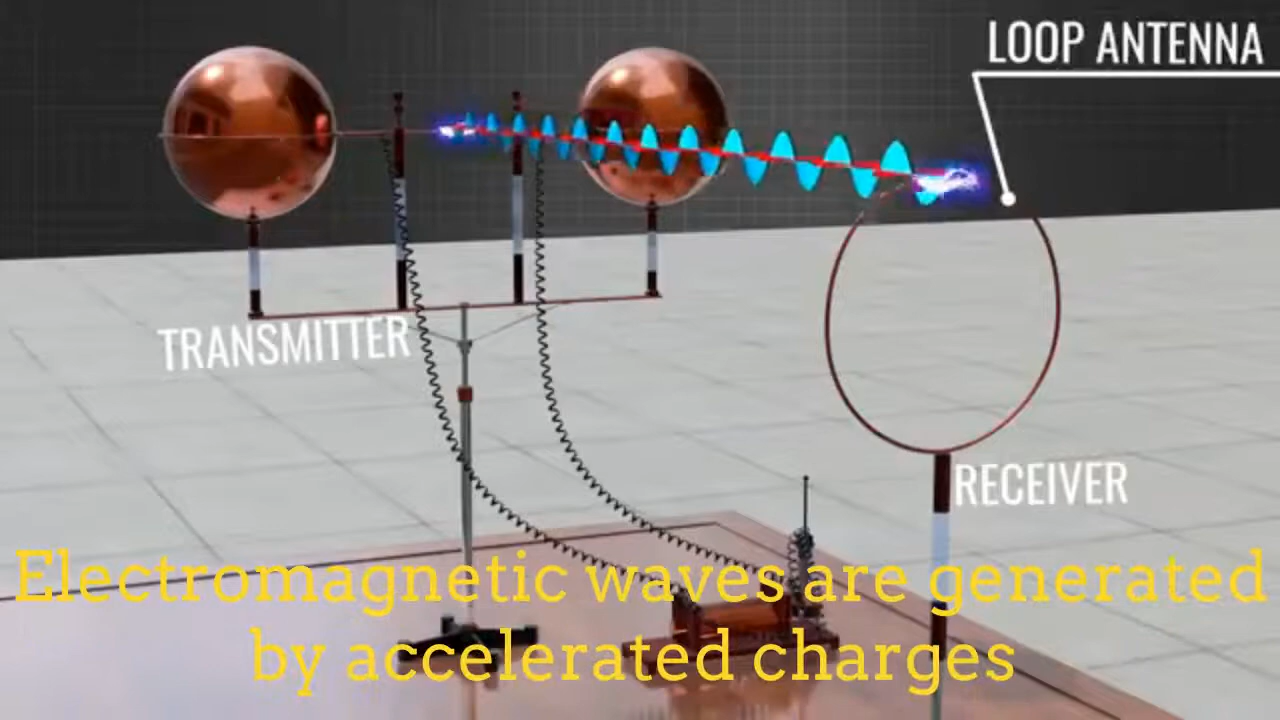 LOOP ANTENNA
TRANSMITTER
RECEIVER
Electromagnetic waves are generated
by accelerated charges